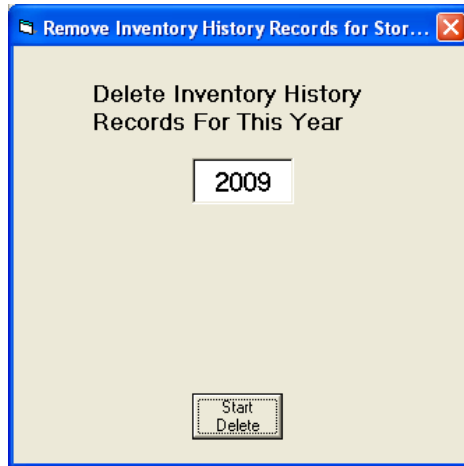 Remove Inventory History Records for Stor...
Delete Inventory History
Records For This Year
2009
Start
Delete